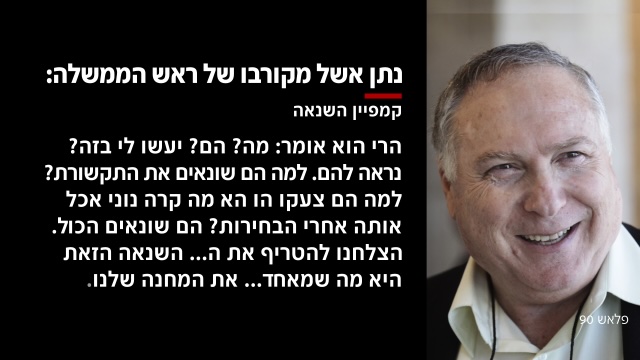 נתן אשל מקורבו של ראש הממשלה:
קמפיין השנאה
הרי הוא אומר: מה? הם? יעשו לי בזה?
נראה להם. למה הם שונאים את התקשורת?
למה הם צעקו הו הא מה קרה נוני אכל
אותה אחרי הבחירות? הם שונאים הכול.
הצלחנו להטריף את ה... השנאה הזאת
היא מה שמאחד... את המחנה שלנו.
פלאש 90